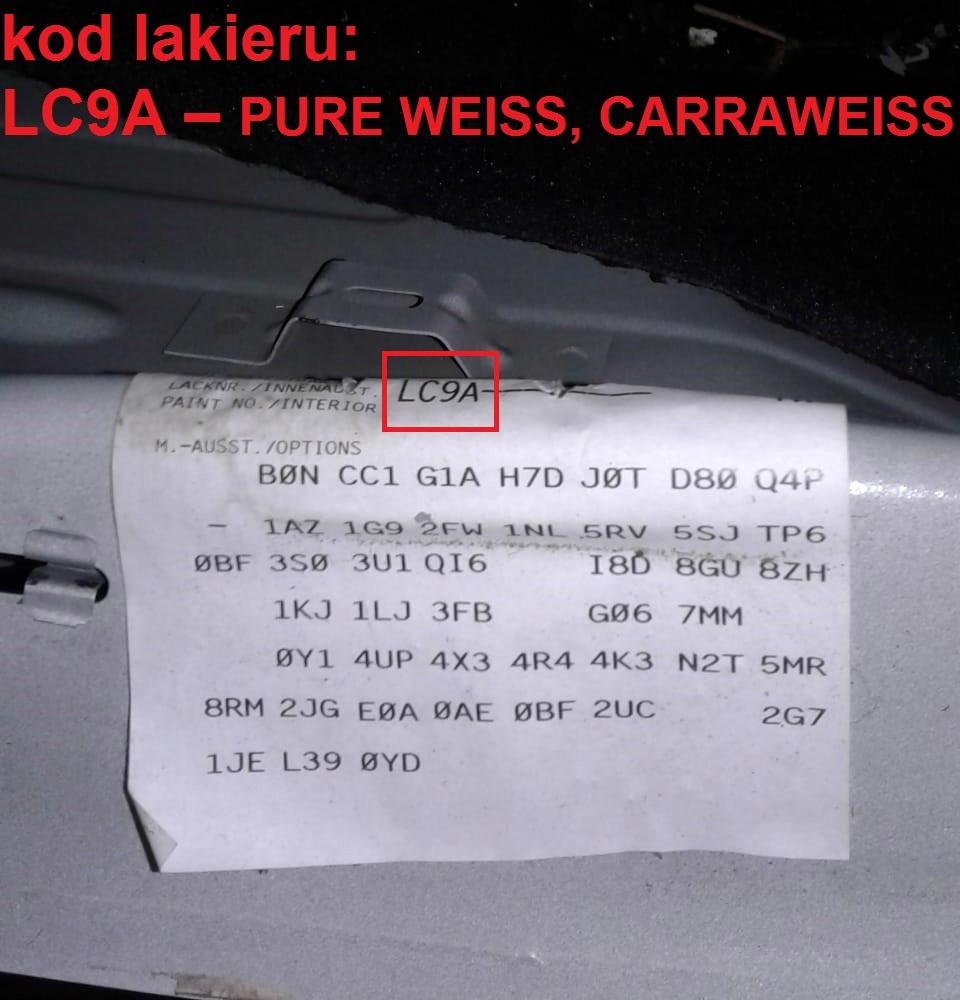 kod lakieru:
LC9A – PURE WEISS, CARRAWEISS
LACKNR./INNENAUST.
PAINT NO./INTERIOR LC9A
M.-AUSST./OPTIONS
BØN CC1 G1A H7D JØT D8Ø Q4P
- 1AZ 1G9 2FW 1NL 5RV 5SJ TP6
ØBF 3SØ 3U1 QI6 I8D 8GU 8ZH
1KJ 1LJ 3FB GØ6 7MM
ØY1 4UP 4X3 4R4 4K3 N2T 5MR
8RM 2JG EØA ØAE ØBF 2UC 2G7
1JE L39 ØYD